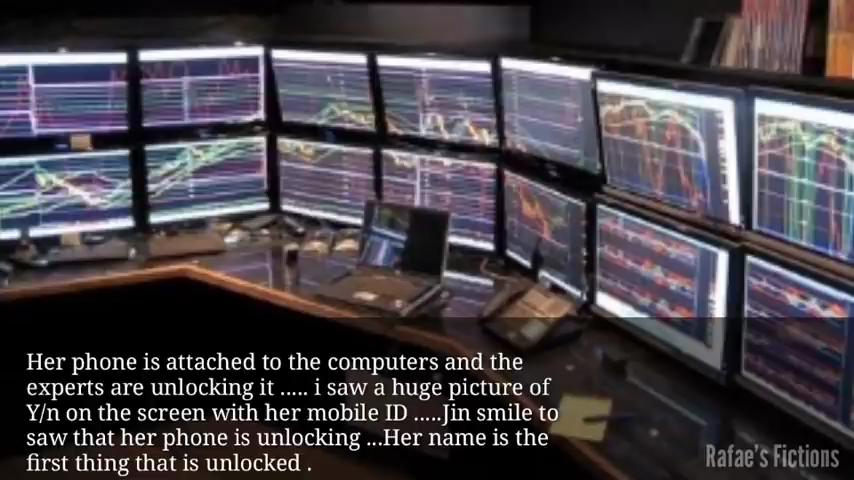 Her phone is attached to the computers and the
experts are unlocking it ..... i saw a huge picture of
Y/n on the screen with her mobile ID .....Jin smile to
saw that her phone is unlocking ...Her name is the
first thing that is unlocked .
Rafae's Fictions